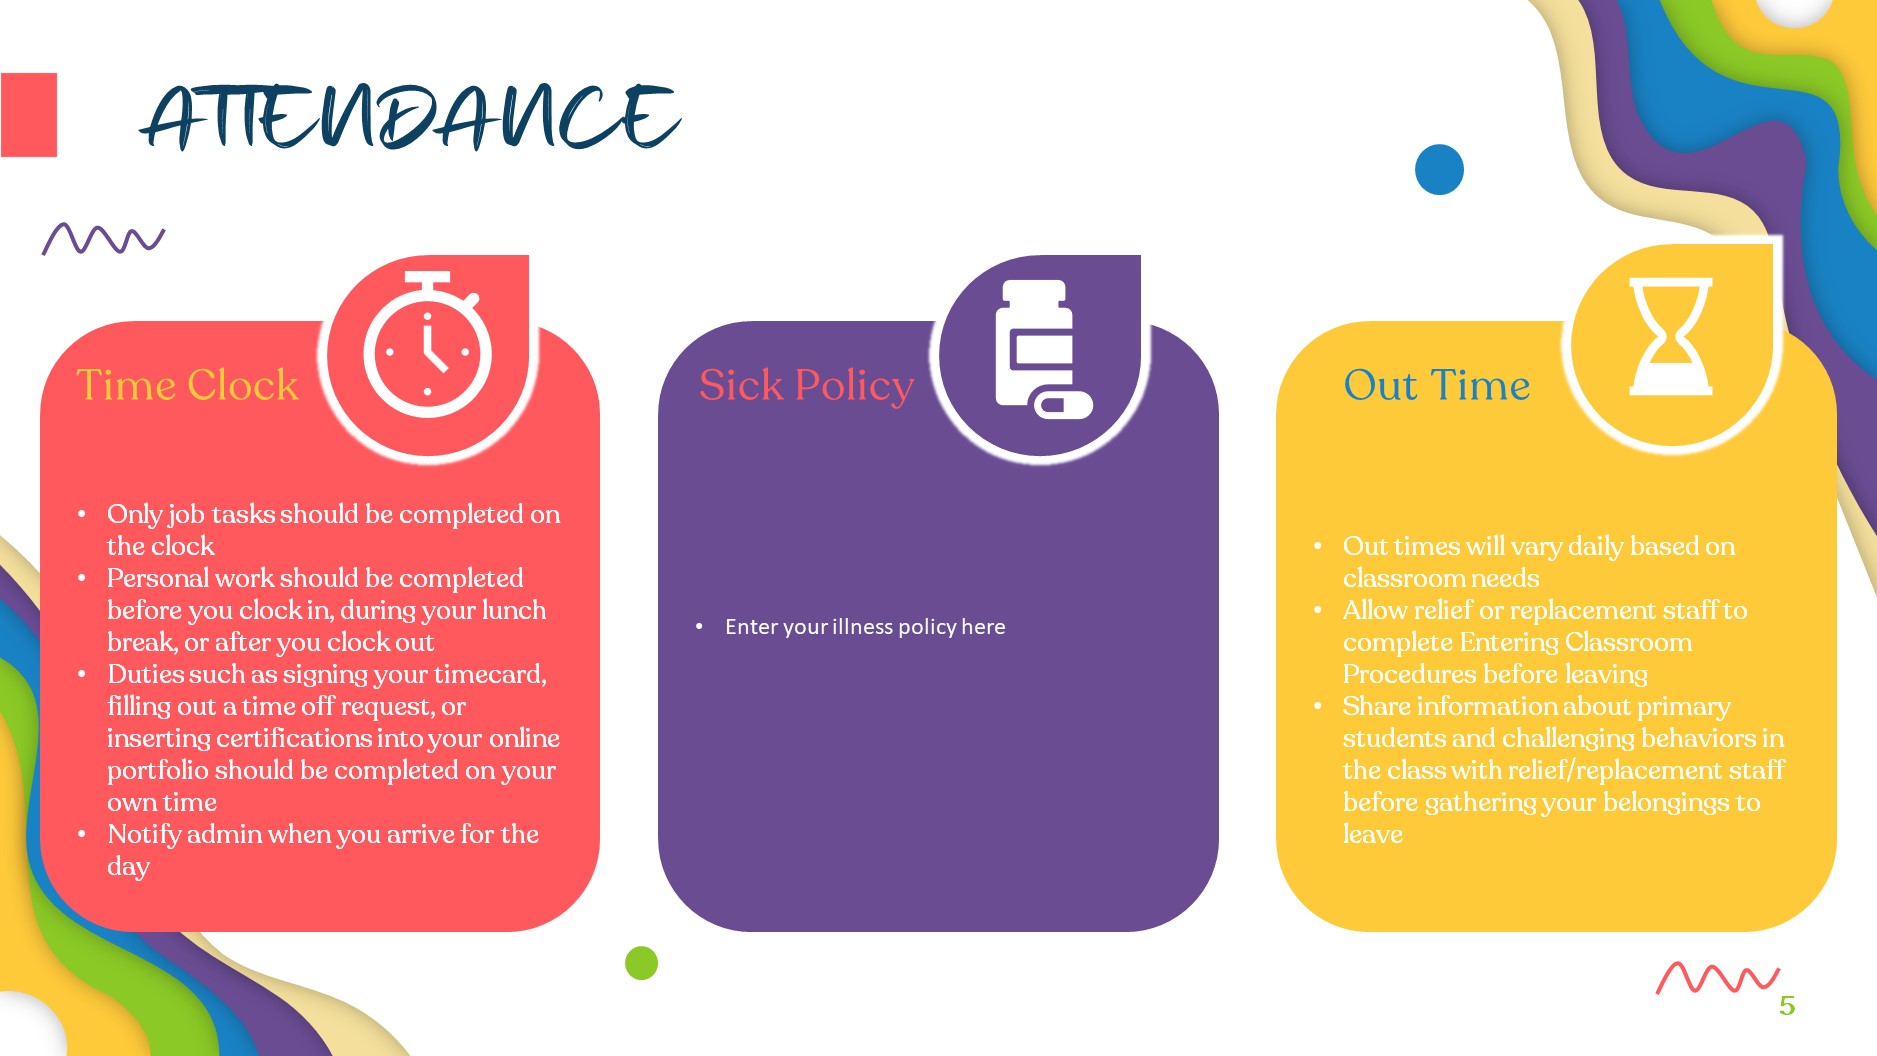 ATTENDANCE
Time Clock
• Only job tasks should be completed on
the clock
• Personal work should be completed
before you clock in, during your lunch
break, or after you clock out
• Duties such as signing your timecard,
filling out a time off request, or
inserting certifications into your online
portfolio should be completed on your
own time
• Notify admin when you arrive for the
day
Sick Policy
• Enter your illness policy here
Out Time
• Out times will vary daily based on
classroom needs
• Allow relief or replacement staff to
complete Entering Classroom
Procedures before leaving
• Share information about primary
students and challenging behaviors in
the class with relief/replacement staff
before gathering your belongings to
leave
5